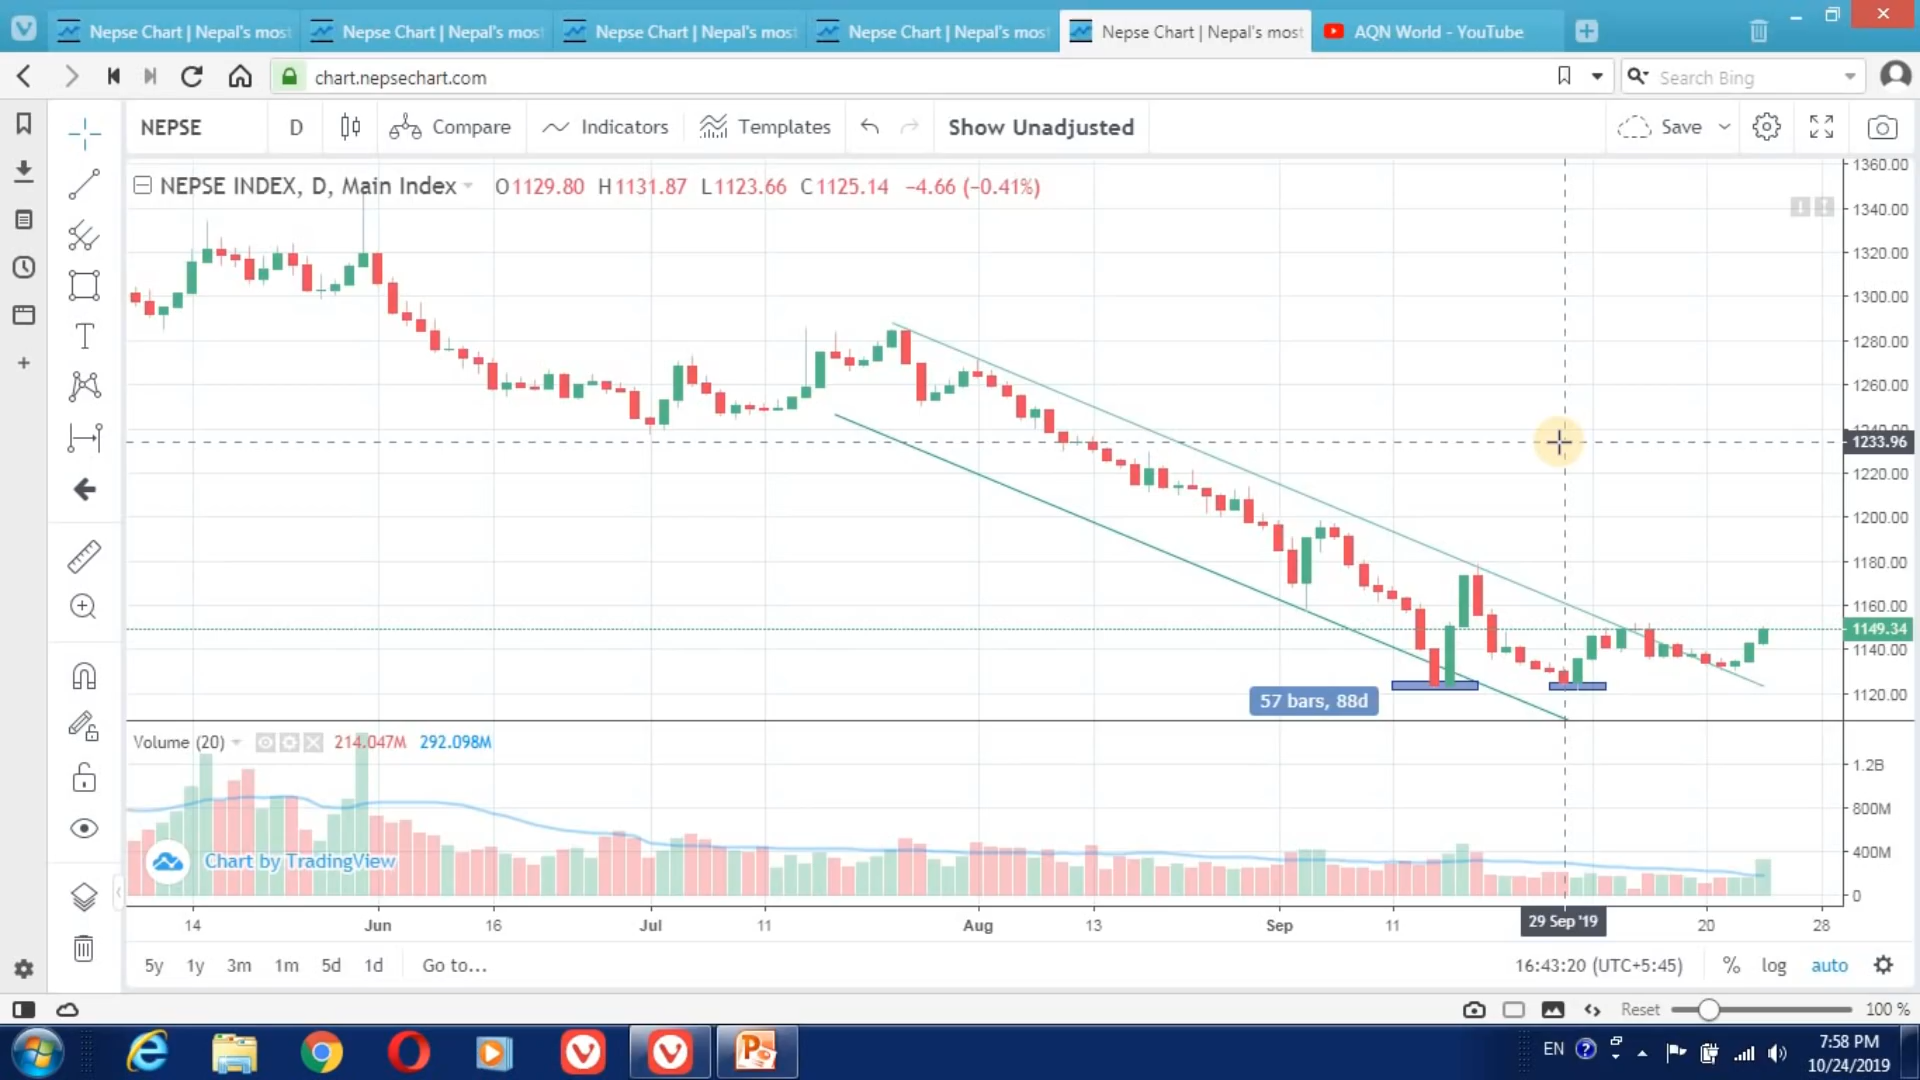 Nepse Chart | Nepal's most
Nepse Chart | Nepal's most
Nepse Chart | Nepal's most
Nepse Chart | Nepal's most
Nepse Chart | Nepal's most
AQN World - YouTube
chart.nepsechart.com
Search Bing
NEPSE
D
Compare
Indicators
Templates
Show Unadjusted
Save
NEPSE INDEX, D, Main Index O1129.80 H1131.87 L1123.66 C1125.14 −4.66 (−0.41%)
1360.00
1340.00
1320.00
1300.00
1280.00
1260.00
1240.00
1233.96
1220.00
1200.00
1180.00
1160.00
1149.34
1140.00
1120.00
57 bars, 88d
Volume (20) 214.047M 292.098M
1.2B
800M
400M
0
Chart by TradingView
14 Jun 16 Jul 11 Aug 13 Sep 11 29 Sep '19 20 28
5y 1y 3m 1m 5d 1d Go to...
16:43:20 (UTC+5:45) % log auto
Reset 100 %
EN
7:58 PM
10/24/2019